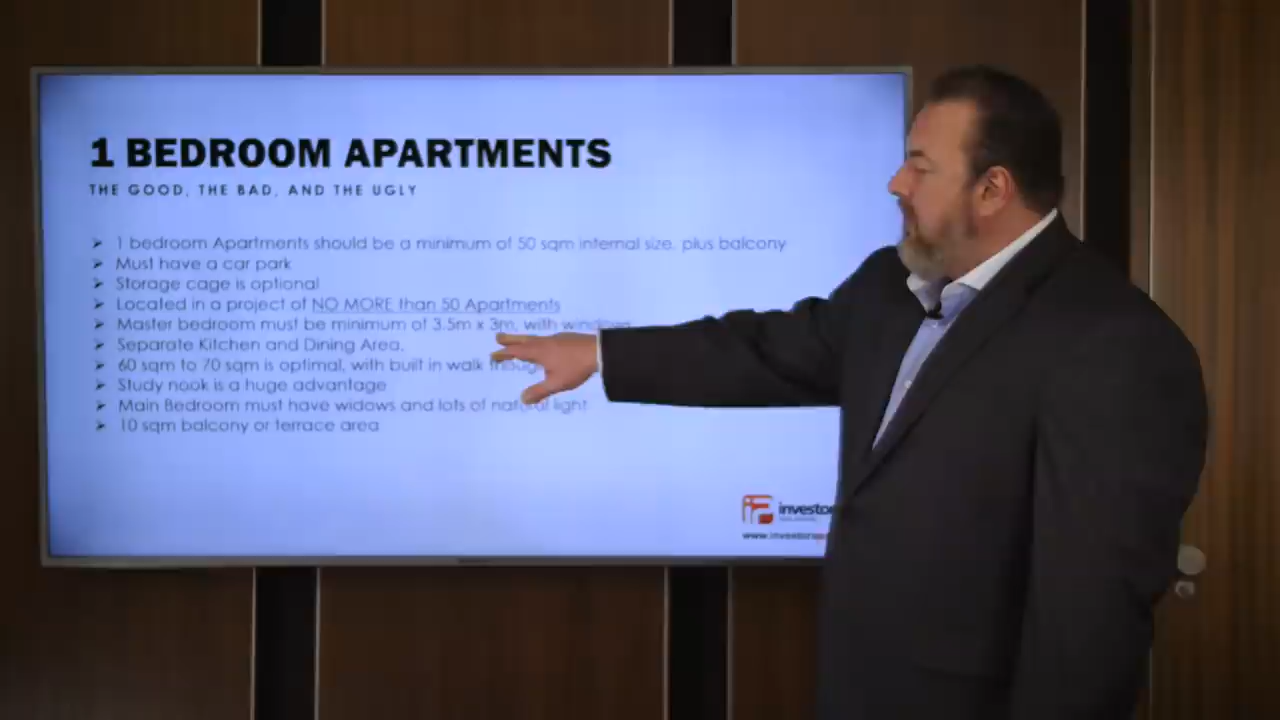 1 BEDROOM APARTMENTS
THE GOOD, THE BAD, AND THE UGLY
➤ 1 bedroom Apartments should be a minimum of 50 sqm internal size, plus balcony
➤ Must have a car park
➤ Storage cage is optional
➤ Located in a project of NO MORE than 50 Apartments
➤ Master bedroom must be minimum of 3.5m x 3m, with windows
➤ Separate Kitchen and Dining Area.
➤ 60 sqm to 70 sqm is optimal, with built in walk
➤ Study nook is a huge advantage
➤ Main Bedroom must have widows and lots of natural light
➤ 10 sqm balcony or terrace area
investor
www.investor